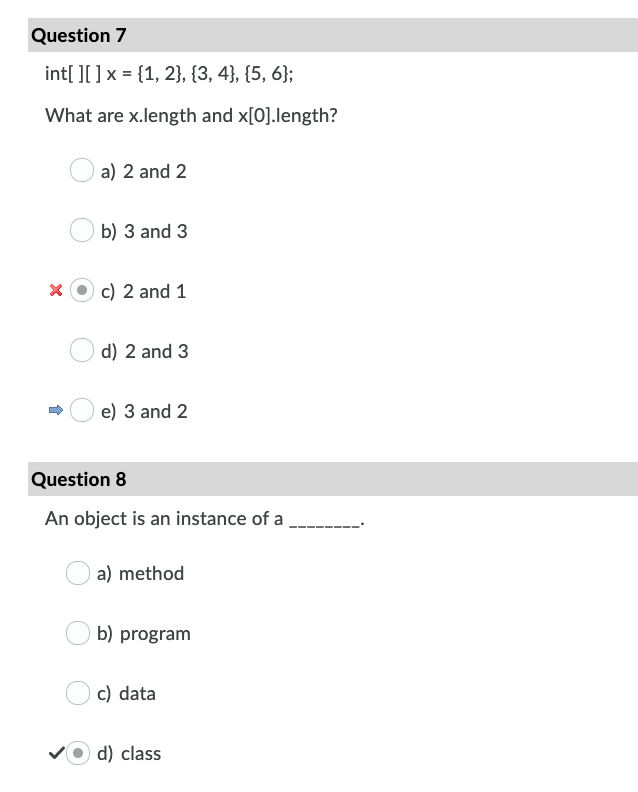 Question 7
int[ ][ ] x = {1, 2}, {3, 4}, {5, 6};
What are x.length and x[0].length?
a) 2 and 2
b) 3 and 3
c) 2 and 1
d) 2 and 3
e) 3 and 2
Question 8
An object is an instance of a ________.
a) method
b) program
c) data
d) class